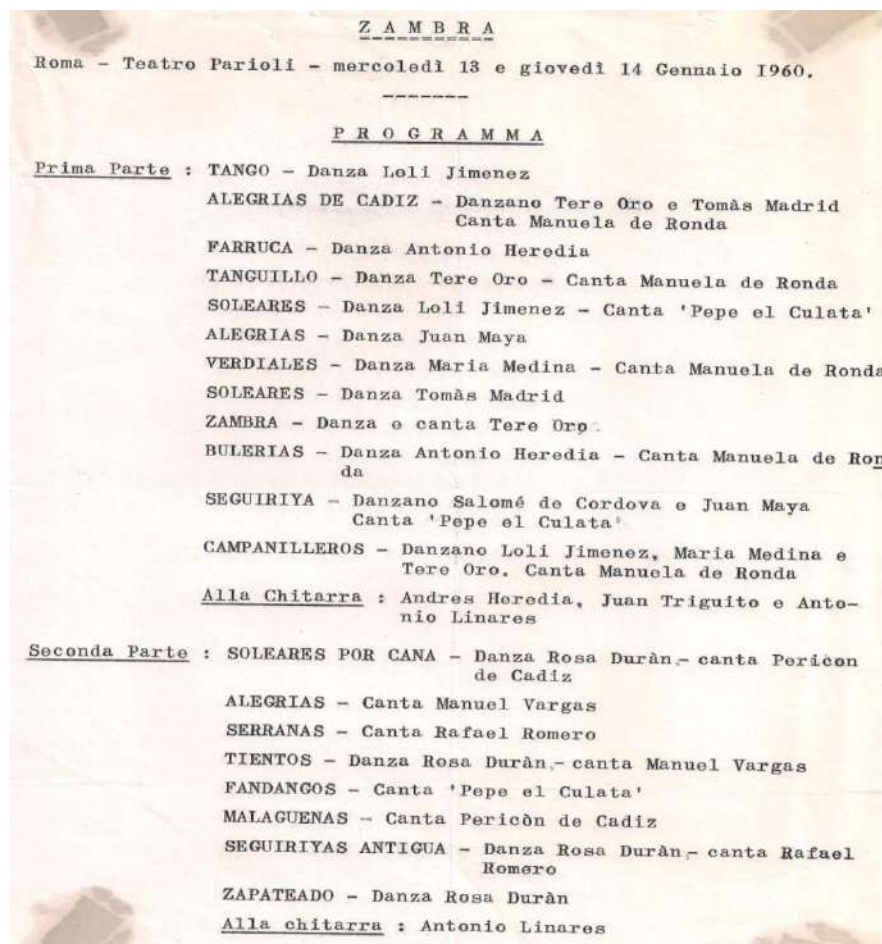 Z A M B R A
Roma - Teatro Parioli - mercoledì 13 e giovedì 14 Gennaio I960.
-------
P R O G R A M M A
Prima Parte : TANGO - Danza Loli Jimenez
ALEGRIAS DE CADIZ - Danzano Tere Oro e Tomàs Madrid
Canta Manuela de Ronda
FARRUCA - Danza Antonio Heredia
TANGUILLO - Danza Tere Oro - Canta Manuela de Ronda
SOLEARES - Danza Loli Jimenez - Canta 'Pepe el Culata'
ALEGRIAS - Danza Juan Maya
VERDIALES - Danza Maria Medina - Canta Manuela de Ronda
SOLEARES - Danza Tomàs Madrid
ZAMBRA - Danza e canta Tere Oro.
BULERIAS - Danza Antonio Heredia - Canta Manuela de Ron
da
SEGUIRIYA - Danzano Salomé de Cordova e Juan Maya
Canta 'Pepe el Culata'
CAMPANILLEROS - Danzano Loli Jimenez, Maria Medina e
Tere Oro. Canta Manuela de Ronda
Alla Chitarra : Andres Heredia, Juan Triguito e Anto-
nio Linares
Seconda Parte : SOLEARES POR CANA - Danza Rosa Duràn,- canta Pericon
de Cadiz
ALEGRIAS - Canta Manuel Vargas
SERRANAS - Canta Rafael Romero
TIENTOS - Danza Rosa Duràn,- canta Manuel Vargas
FANDANGOS - Canta 'Pepe el Culata'
MALAGUENAS - Canta Pericòn de Cadiz
SEGUIRIYAS ANTIGUA - Danza Rosa Duràn,- canta Rafael
Romero
ZAPATEADO - Danza Rosa Duràn
Alla chitarra : Antonio Linares